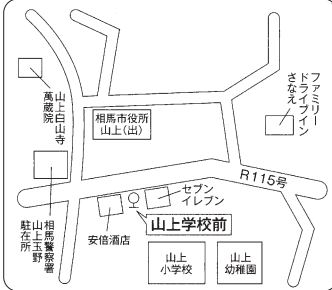 ファミリー
ドライブイン
さなえ
山上白山寺
萬蔵院
相馬市役所
山上(出)
R115号
セブン
イレブン
相馬警察署
山上玉野
駐在所
安倍酒店
山上学校前
山上
小学校
山上
幼稚園